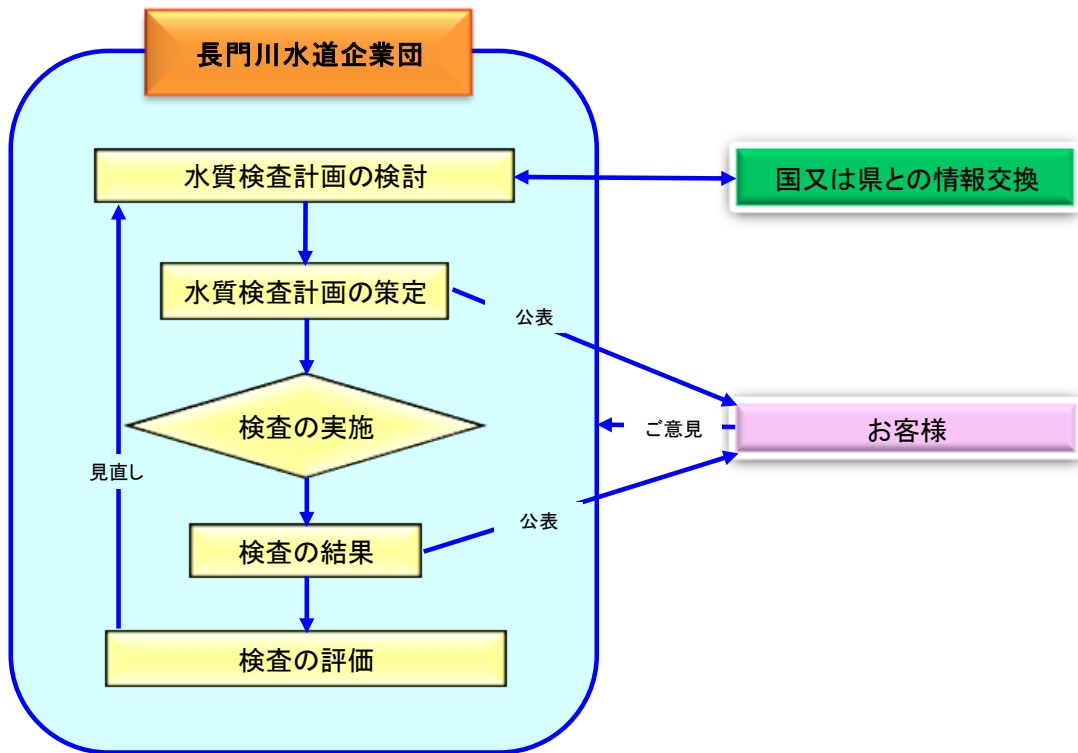 長門川水道企業団
水質検査計画の検討
国又は県との情報交換
水質検査計画の策定
公表
検査の実施
ご意見
お客様
見直し
公表
検査の結果
検査の評価